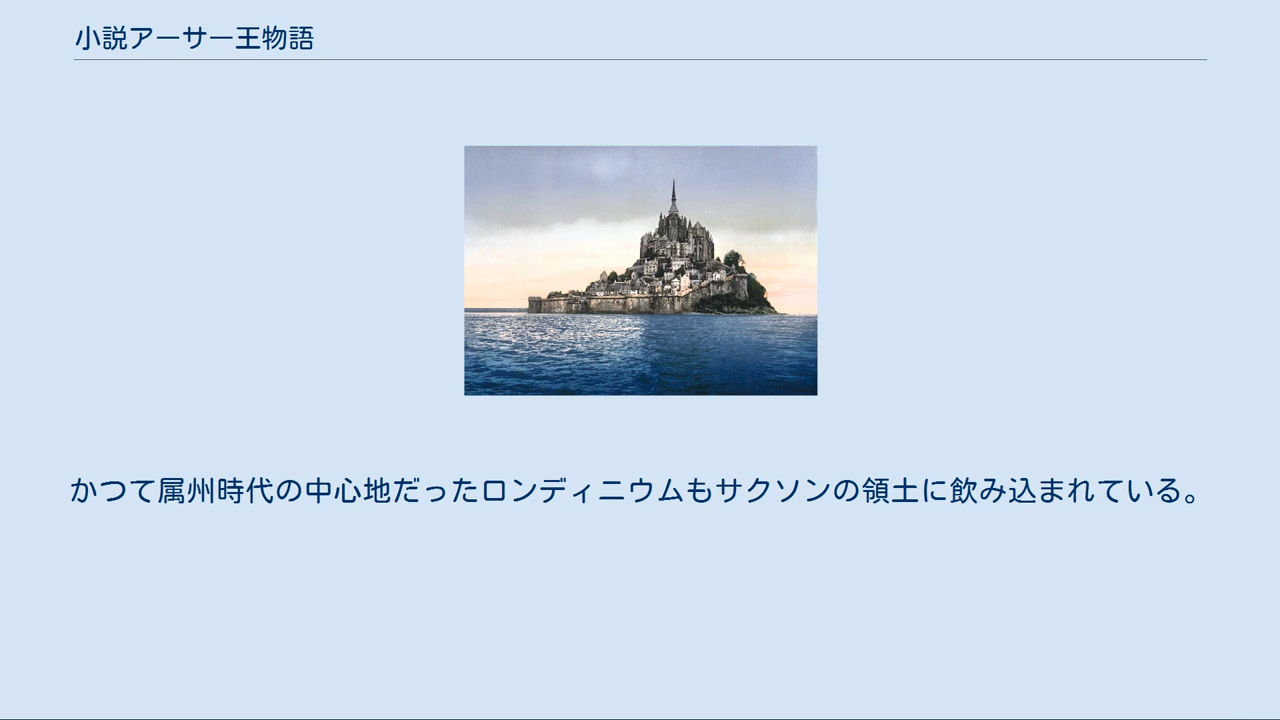 小説アーサー王物語
かつて属州時代の中心地だったロンディニウムもサクソンの領土に飲み込まれている。